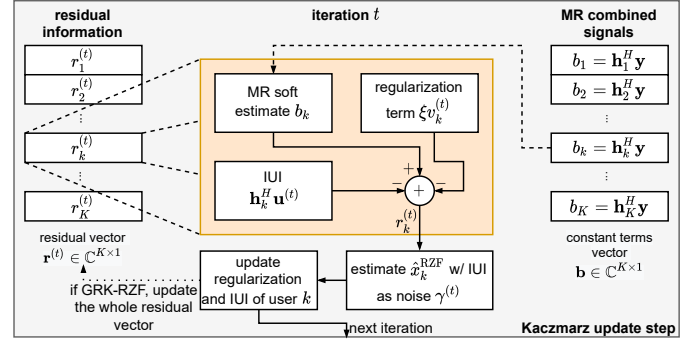 residual
information
iteration t
MR combined
signals
r_1^{(t)}
r_2^{(t)}
⋮
r_k^{(t)}
⋮
r_K^{(t)}
residual vector
r^{(t)} ∈ ℂ^{K×1}
MR soft
estimate b_k
regularization
term ξv_k^{(t)}
IUI
h_k^H u^{(t)}
+
−
−
+
r_k^{(t)}
b_1 = h_1^H y
b_2 = h_2^H y
⋮
b_k = h_k^H y
⋮
b_K = h_K^H y
constant terms
vector
b ∈ ℂ^{K×1}
update
regularization
and IUI of user k
estimate x̂_k^{RZF} w/ IUI
as noise γ^{(t)}
if GRK-RZF, update
the whole residual
vector
next iteration
Kaczmarz update step